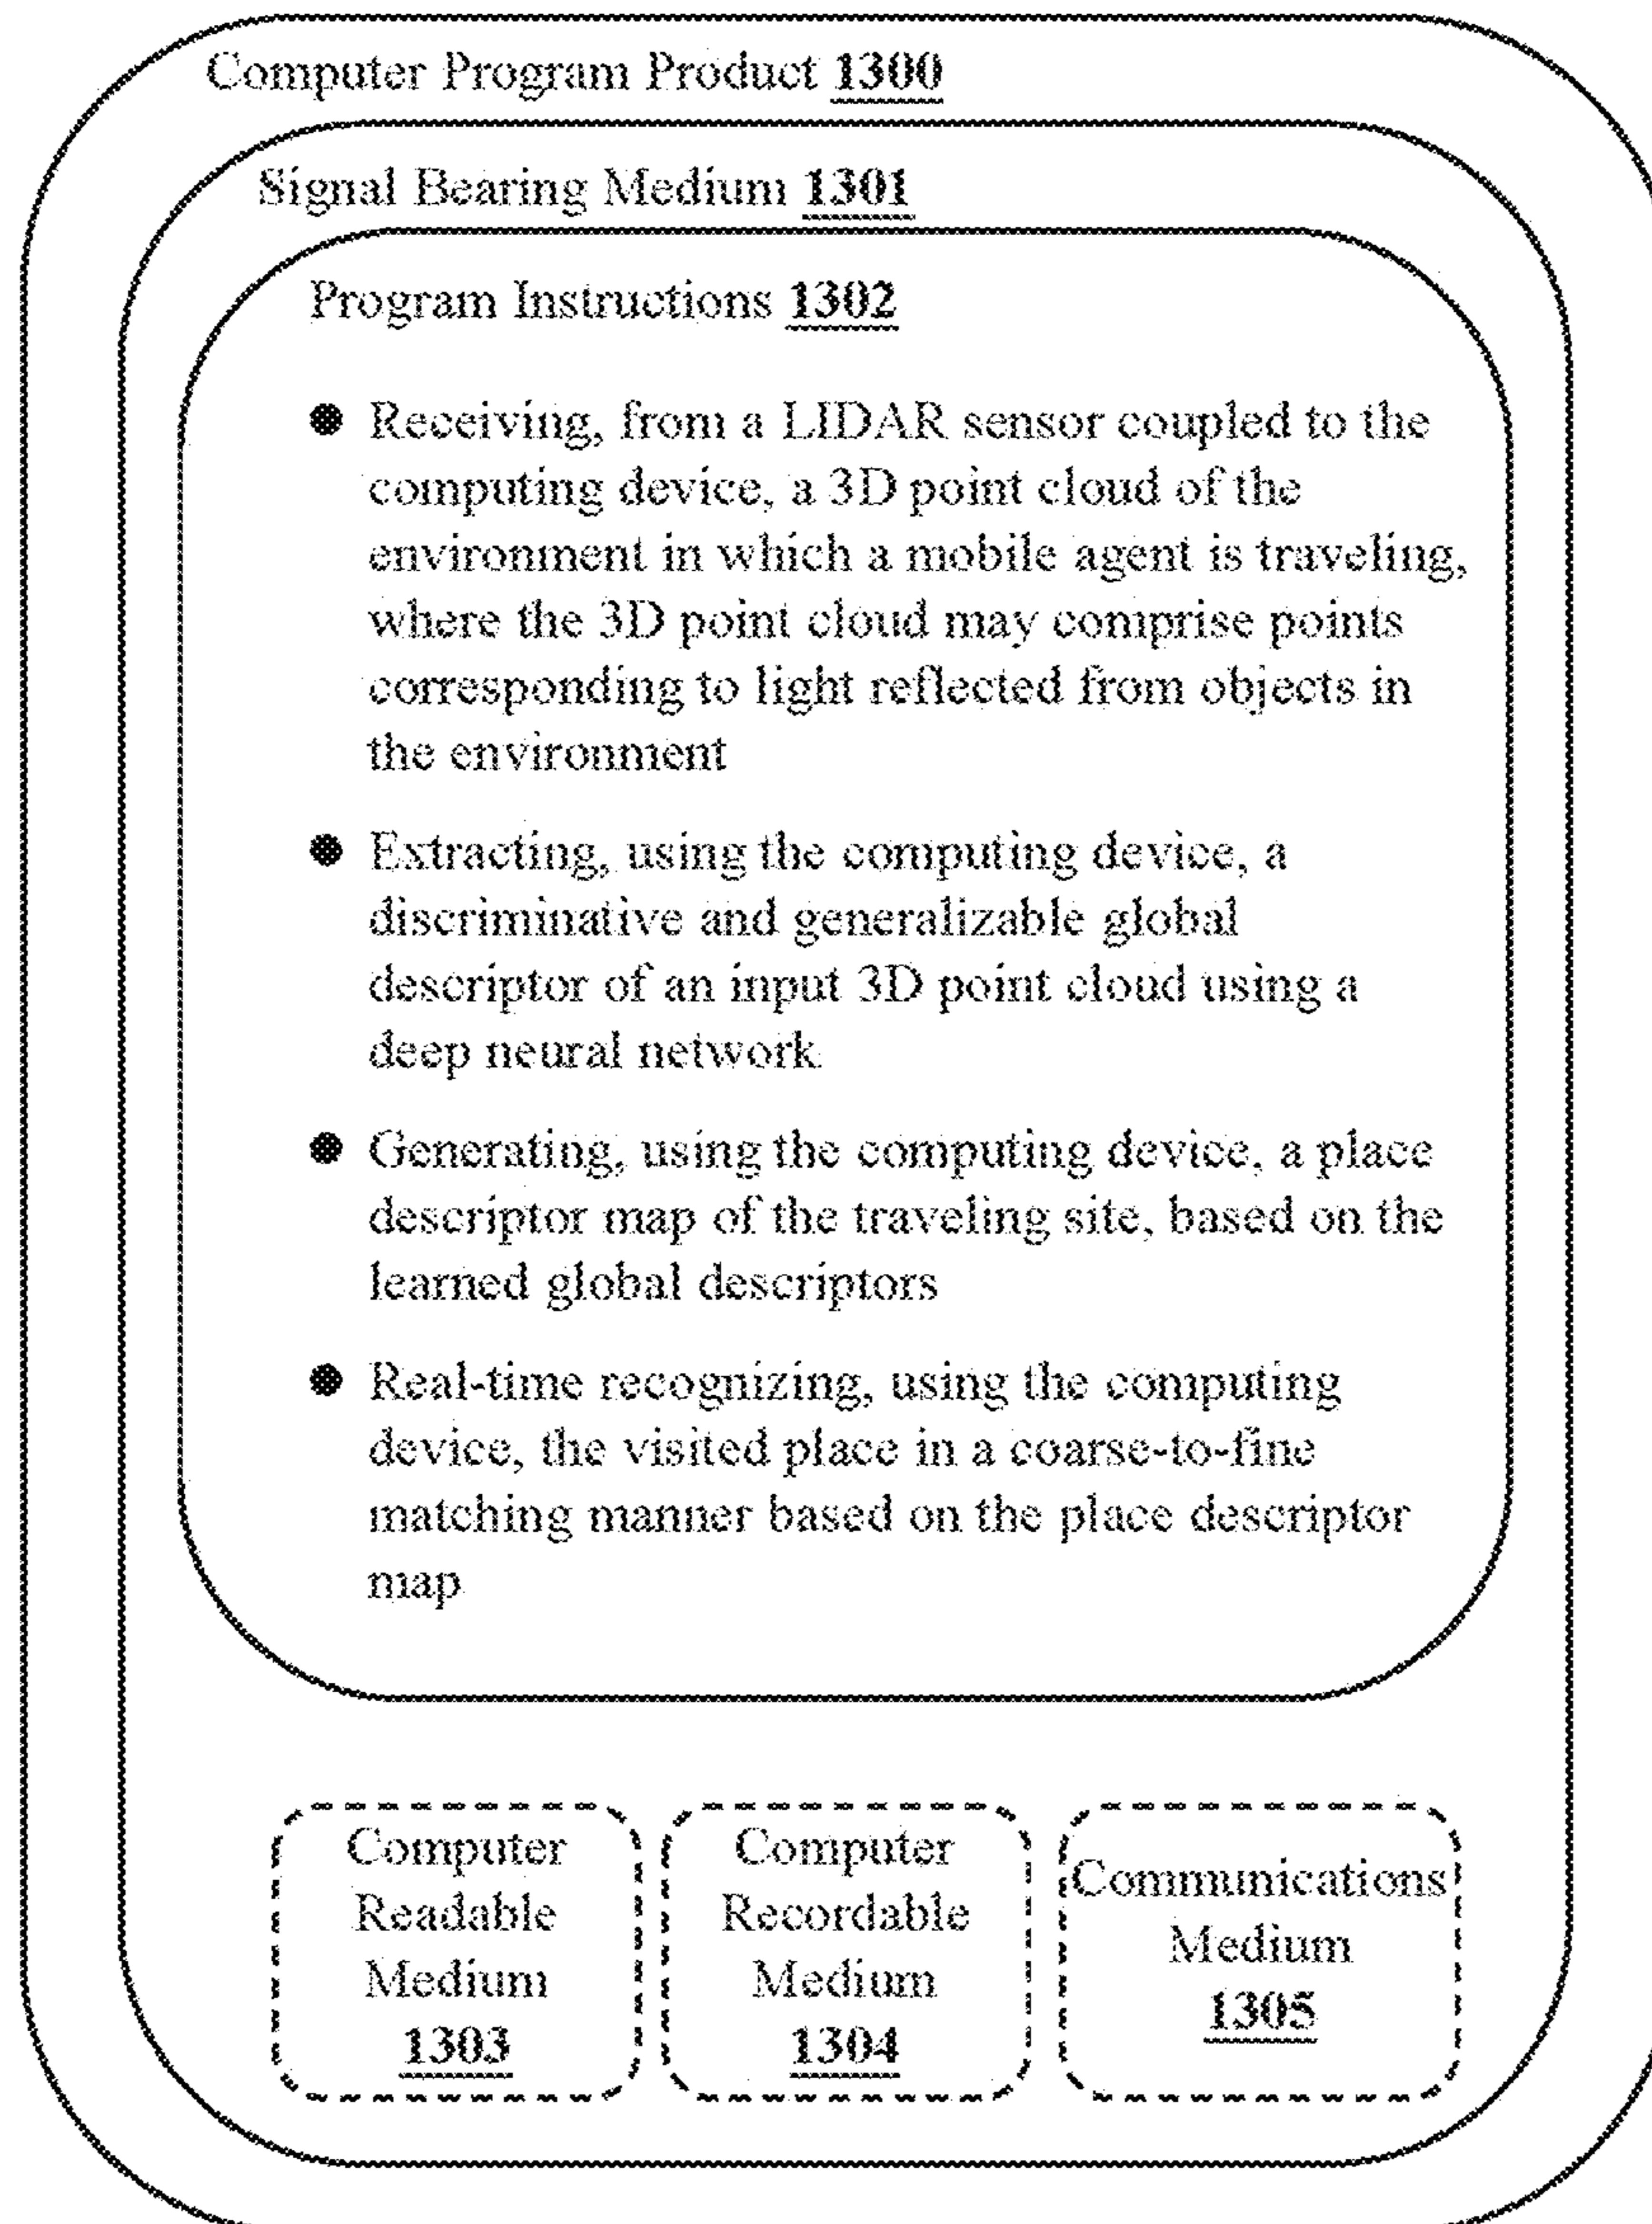 Computer Program Product 1300
Signal Bearing Medium 1301
Program Instructions 1302
● Receiving, from a LIDAR sensor coupled to the
computing device, a 3D point cloud of the
environment in which a mobile agent is traveling,
where the 3D point cloud may comprise points
corresponding to light reflected from objects in
the environment
● Extracting, using the computing device, a
discriminative and generalizable global
descriptor of an input 3D point cloud using a
deep neural network
● Generating, using the computing device, a place
descriptor map of the traveling site, based on the
learned global descriptors
● Real-time recognizing, using the computing
device, the visited place in a coarse-to-fine
matching manner based on the place descriptor
map
Computer
Readable
Medium
1303
Computer
Recordable
Medium
1304
Communications
Medium
1305